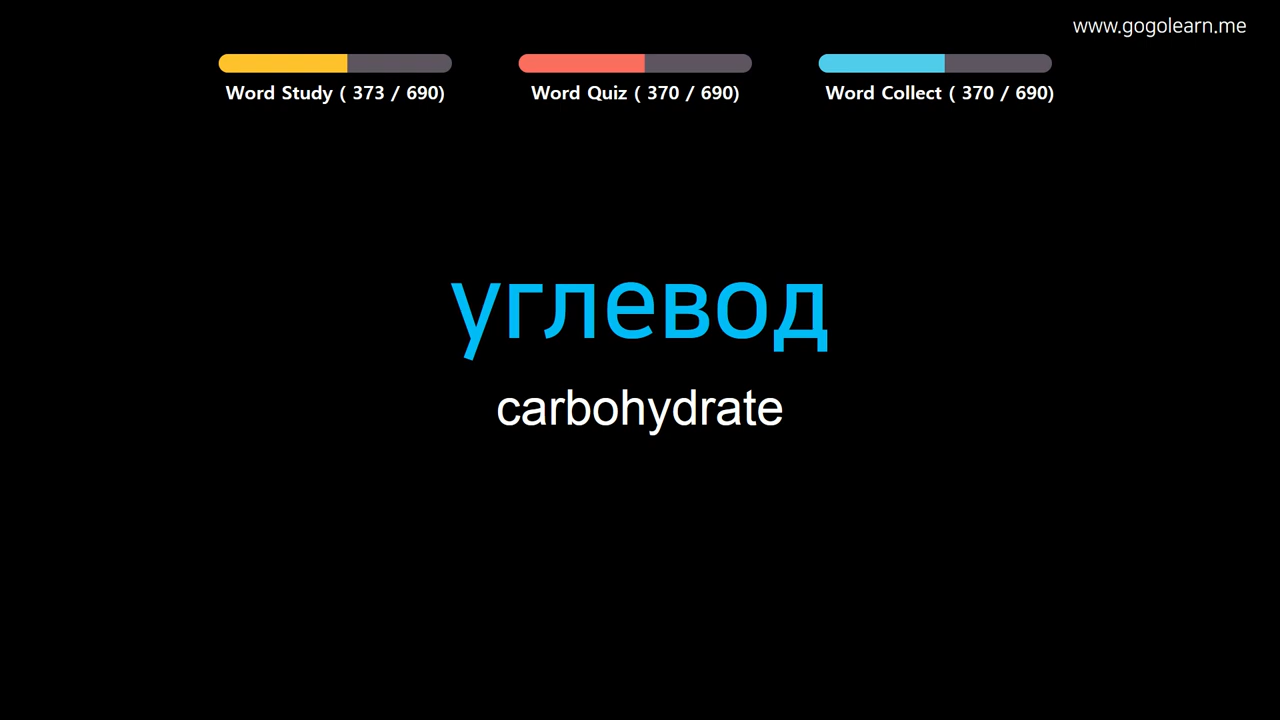 www.gogolearn.me
Word Study ( 373 / 690)
Word Quiz ( 370 / 690)
Word Collect ( 370 / 690)
углевод
carbohydrate